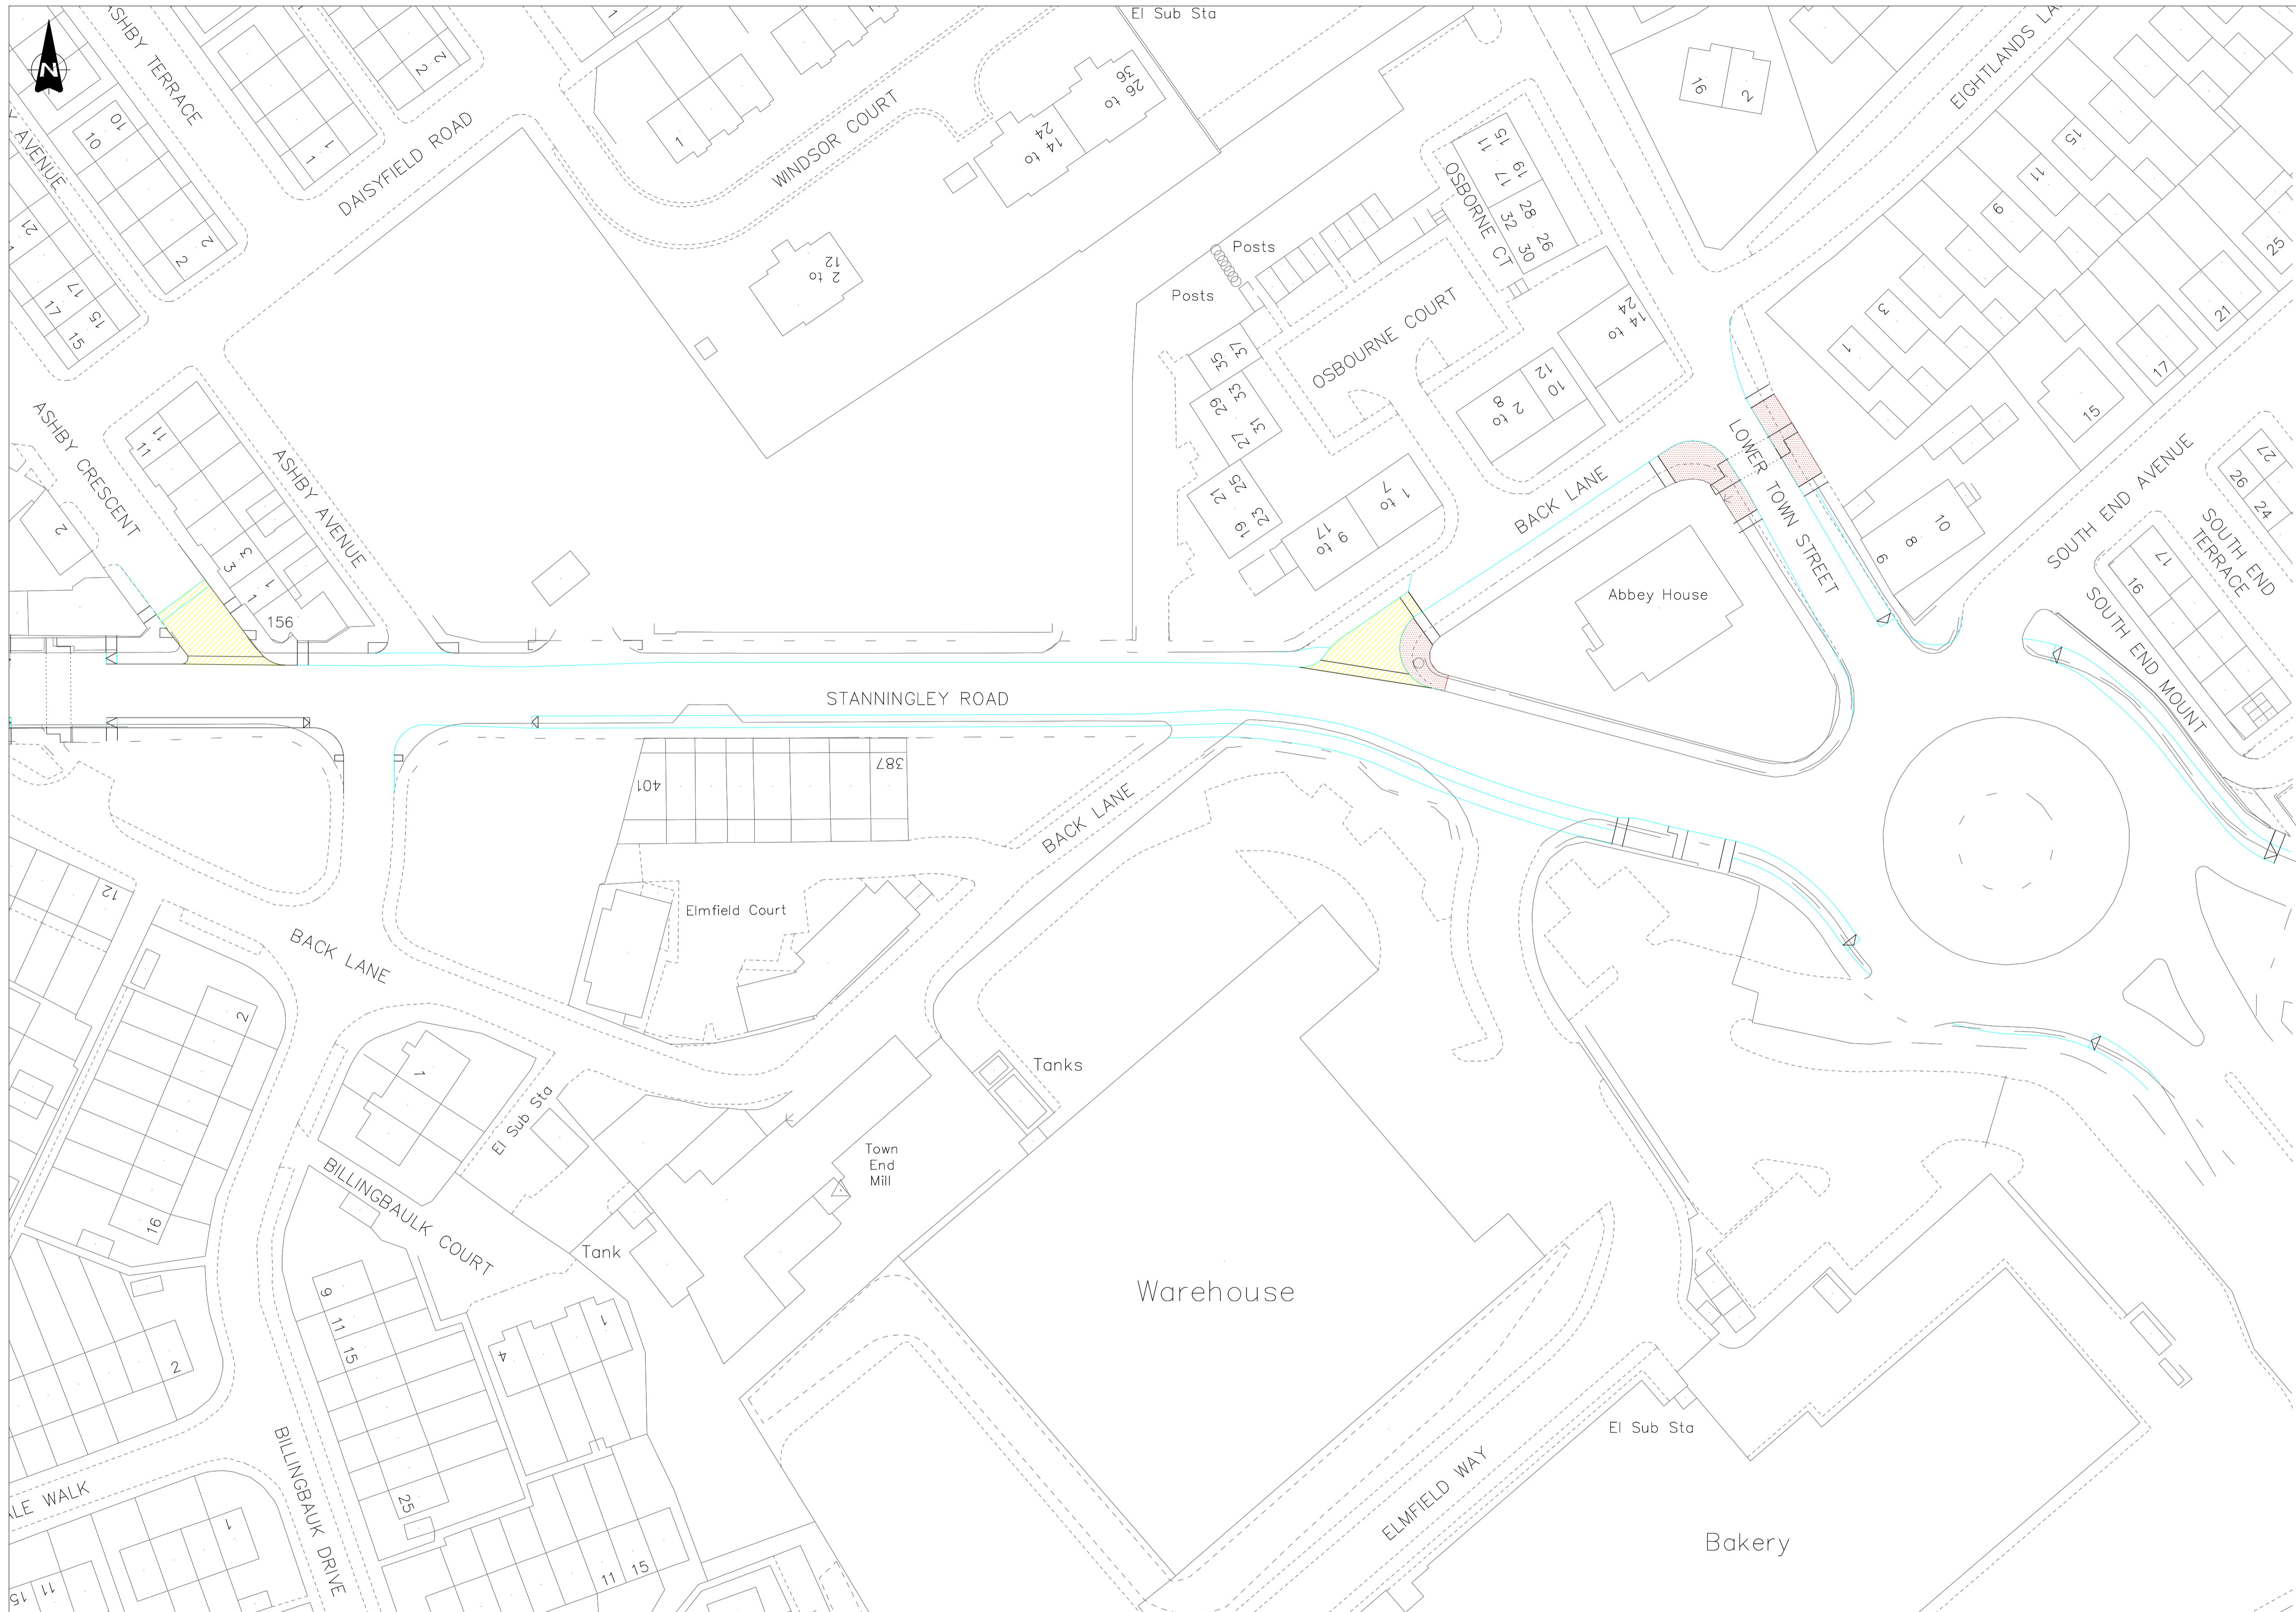 El Sub Sta
N
ASHBY TERRACE
EIGHTLANDS LA
1
2
2
16
2
26 to
36
14 to
24
10
10
1
1
1
2
2
AVENUE
DAISYFIELD ROAD
WINDSOR COURT
11
15
17
19
32
28
30
26
OSBORNE CT
15
11
9
3
1
25
21
17
15
21
17
17
15
15
2 to
12
Posts
Posts
OSBOURNE COURT
14 to
24
10
12
2 to
8
35
37
29
33
27
31
21
25
19
23
1 to
7
9 to
17
ASHBY CRESCENT
11
11
ASHBY AVENUE
2
3
3
1
1
156
BACK LANE
LOWER TOWN STREET
Abbey House
10
8
6
SOUTH END AVENUE
SOUTH END
TERRACE
27
26
24
17
16
SOUTH END MOUNT
STANNINGLEY ROAD
387
401
BACK LANE
12
Elmfield Court
BACK LANE
2
16
1
El Sub Sta
Tanks
Town
End
Mill
BILLINGBAULK COURT
Tank
9
11
15
25
1
4
2
Warehouse
BILLINGBAUK DRIVE
ELMFIELD WAY
El Sub Sta
Bakery
LE WALK
1
15
11
11
15